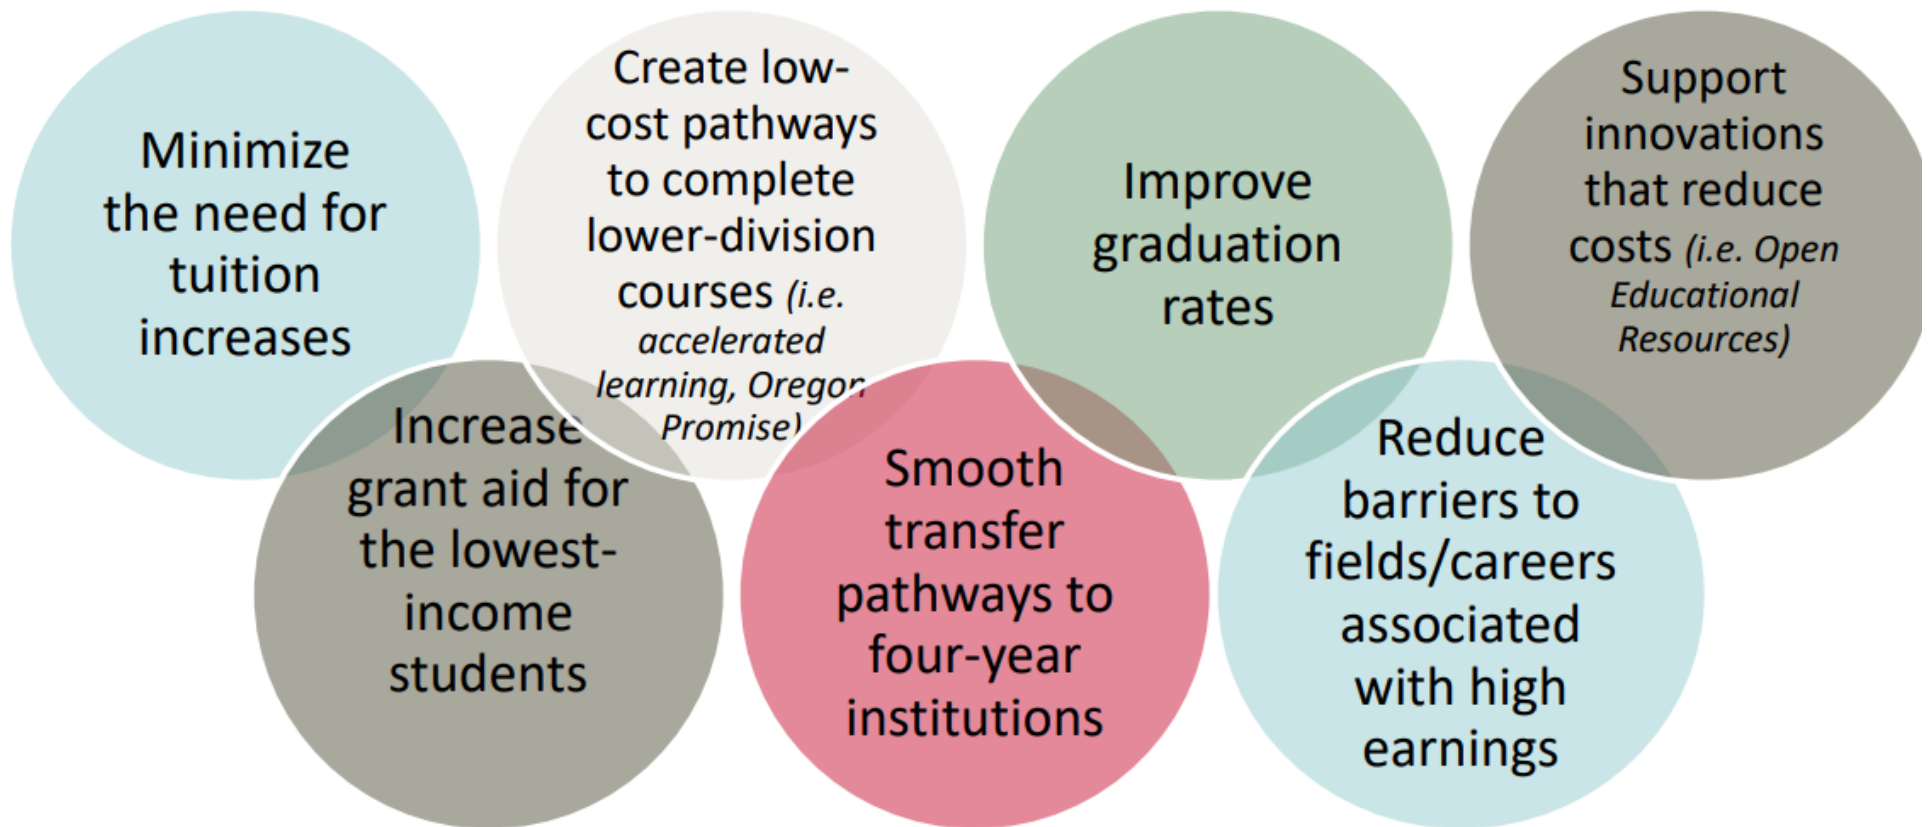 Minimize
the need for
tuition
increases
Increase
grant aid for
the lowest-
income
students
Create low-
cost pathways
to complete
lower-division
courses (i.e.
accelerated
learning, Oregon
Promise)
Smooth
transfer
pathways to
four-year
institutions
Improve
graduation
rates
Reduce
barriers to
fields/careers
associated
with high
earnings
Support
innovations
that reduce
costs (i.e. Open
Educational
Resources)